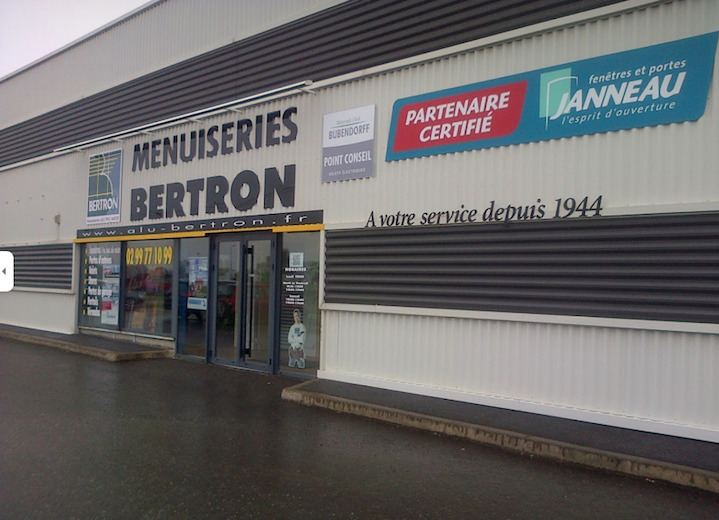 MENUISERIES
BERTRON
BERTRON
BUBENDORFF
POINT CONSEIL
PARTENAIRE
CERTIFIÉ
fenêtres et portes
JANNEAU
l'esprit d'ouverture
A votre service depuis 1944
www.alu-bertron.fr
02 99 77 10 99
HORAIRES